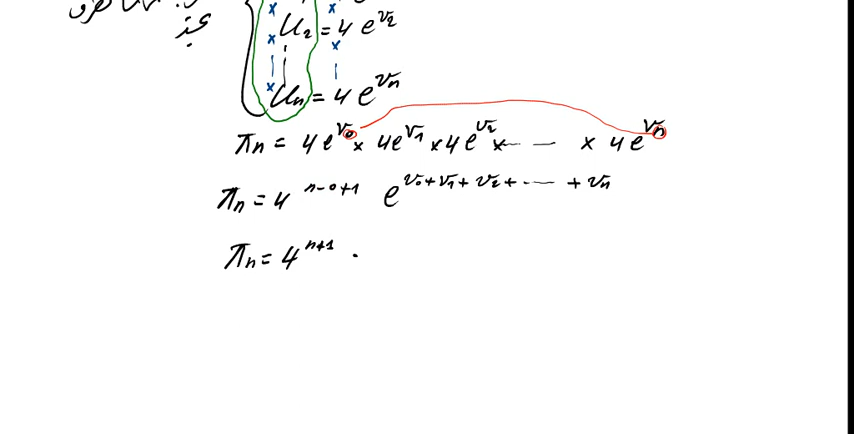 طرف
U₂ = 4 e^{v₂}
Uₙ = 4 e^{vₙ}
πₙ = 4e^{v₀} × 4e^{v₁} × 4e^{v₂} × ---- × 4e^{vₙ}
πₙ = 4^{n-0+1} e^{v₀+v₁+v₂+ ---- +vₙ}
πₙ = 4^{n+1} .